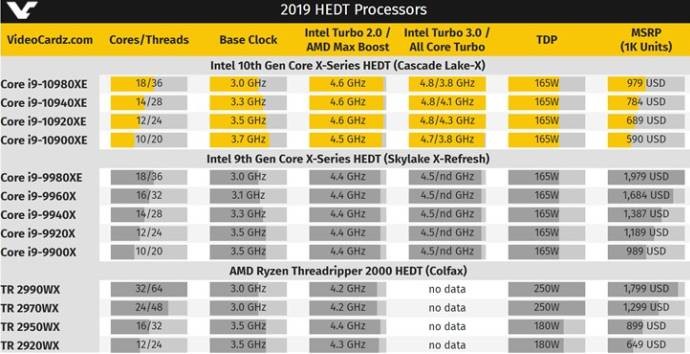 2019 HEDT Processors
VideoCardz.com Cores/Threads Base Clock Intel Turbo 2.0 / AMD Max Boost Intel Turbo 3.0 / All Core Turbo TDP MSRP (1K Units)
Intel 10th Gen Core X-Series HEDT (Cascade Lake-X)
Core i9-10980XE 18/36 3.0 GHz 4.6 GHz 4.8/3.8 GHz 165W 979 USD
Core i9-10940XE 14/28 3.3 GHz 4.6 GHz 4.8/4.1 GHz 165W 784 USD
Core i9-10920XE 12/24 3.5 GHz 4.6 GHz 4.8/4.3 GHz 165W 689 USD
Core i9-10900XE 10/20 3.7 GHz 4.5 GHz 4.7/3.8 GHz 165W 590 USD
Intel 9th Gen Core X-Series HEDT (Skylake X-Refresh)
Core i9-9980XE 18/36 3.0 GHz 4.4 GHz 4.5/nd GHz 165W 1,979 USD
Core i9-9960X 16/32 3.1 GHz 4.4 GHz 4.5/nd GHz 165W 1,684 USD
Core i9-9940X 14/28 3.3 GHz 4.4 GHz 4.5/nd GHz 165W 1,387 USD
Core i9-9920X 12/24 3.5 GHz 4.4 GHz 4.5/nd GHz 165W 1,189 USD
Core i9-9900X 10/20 3.5 GHz 4.4 GHz 4.5/nd GHz 165W 989 USD
AMD Ryzen Threadripper 2000 HEDT (Colfax)
TR 2990WX 32/64 3.0 GHz 4.2 GHz no data 250W 1,799 USD
TR 2970WX 24/48 3.0 GHz 4.2 GHz no data 250W 1,299 USD
TR 2950WX 16/32 3.5 GHz 4.4 GHz no data 180W 899 USD
TR 2920WX 12/24 3.5 GHz 4.3 GHz no data 180W 649 USD